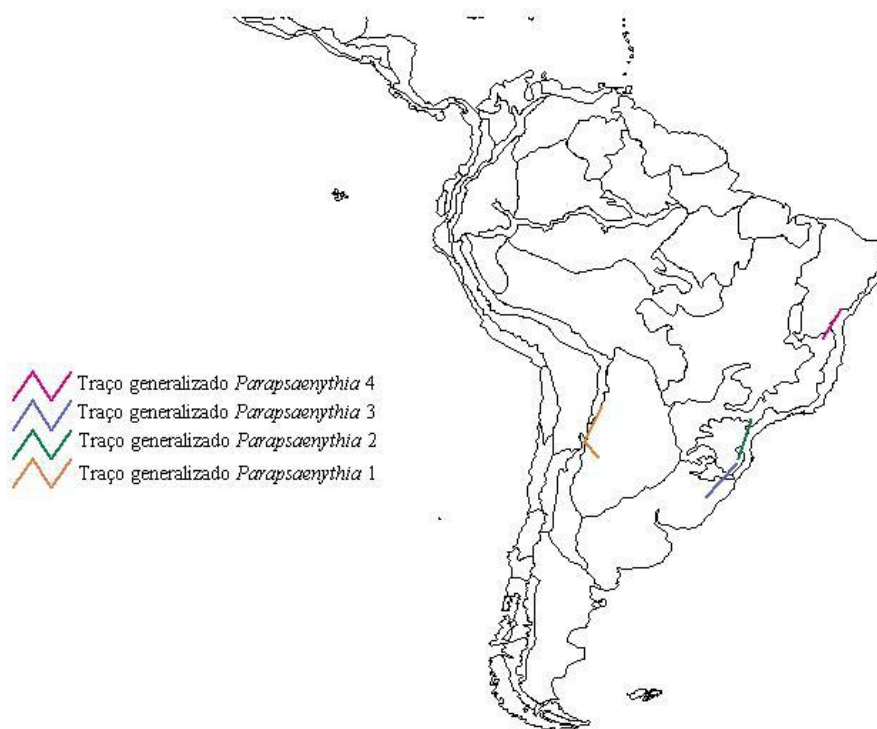 Traço generalizado Parapsaenythia 4
Traço generalizado Parapsaenythia 3
Traço generalizado Parapsaenythia 2
Traço generalizado Parapsaenythia 1